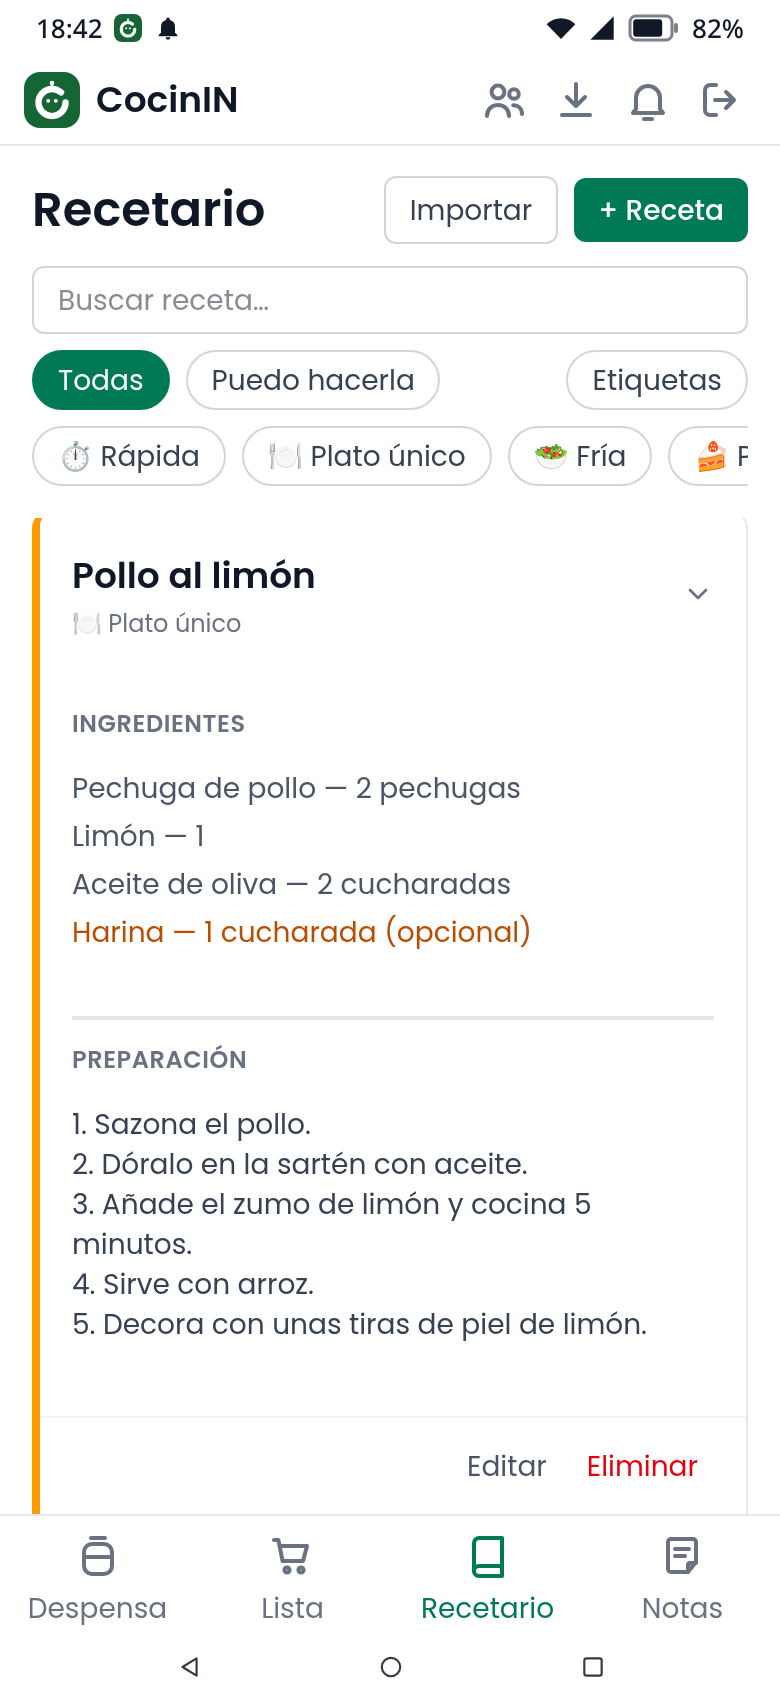 18:42
82%
CocinIN
Recetario
Importar
+ Receta
Buscar receta...
Todas
Puedo hacerla
Etiquetas
Rápida
Plato único
Fría
Pollo al limón
Plato único
INGREDIENTES
Pechuga de pollo — 2 pechugas
Limón — 1
Aceite de oliva — 2 cucharadas
Harina — 1 cucharada (opcional)
PREPARACIÓN
1. Sazona el pollo.
2. Dóralo en la sartén con aceite.
3. Añade el zumo de limón y cocina 5
minutos.
4. Sirve con arroz.
5. Decora con unas tiras de piel de limón.
Editar
Eliminar
Despensa
Lista
Recetario
Notas